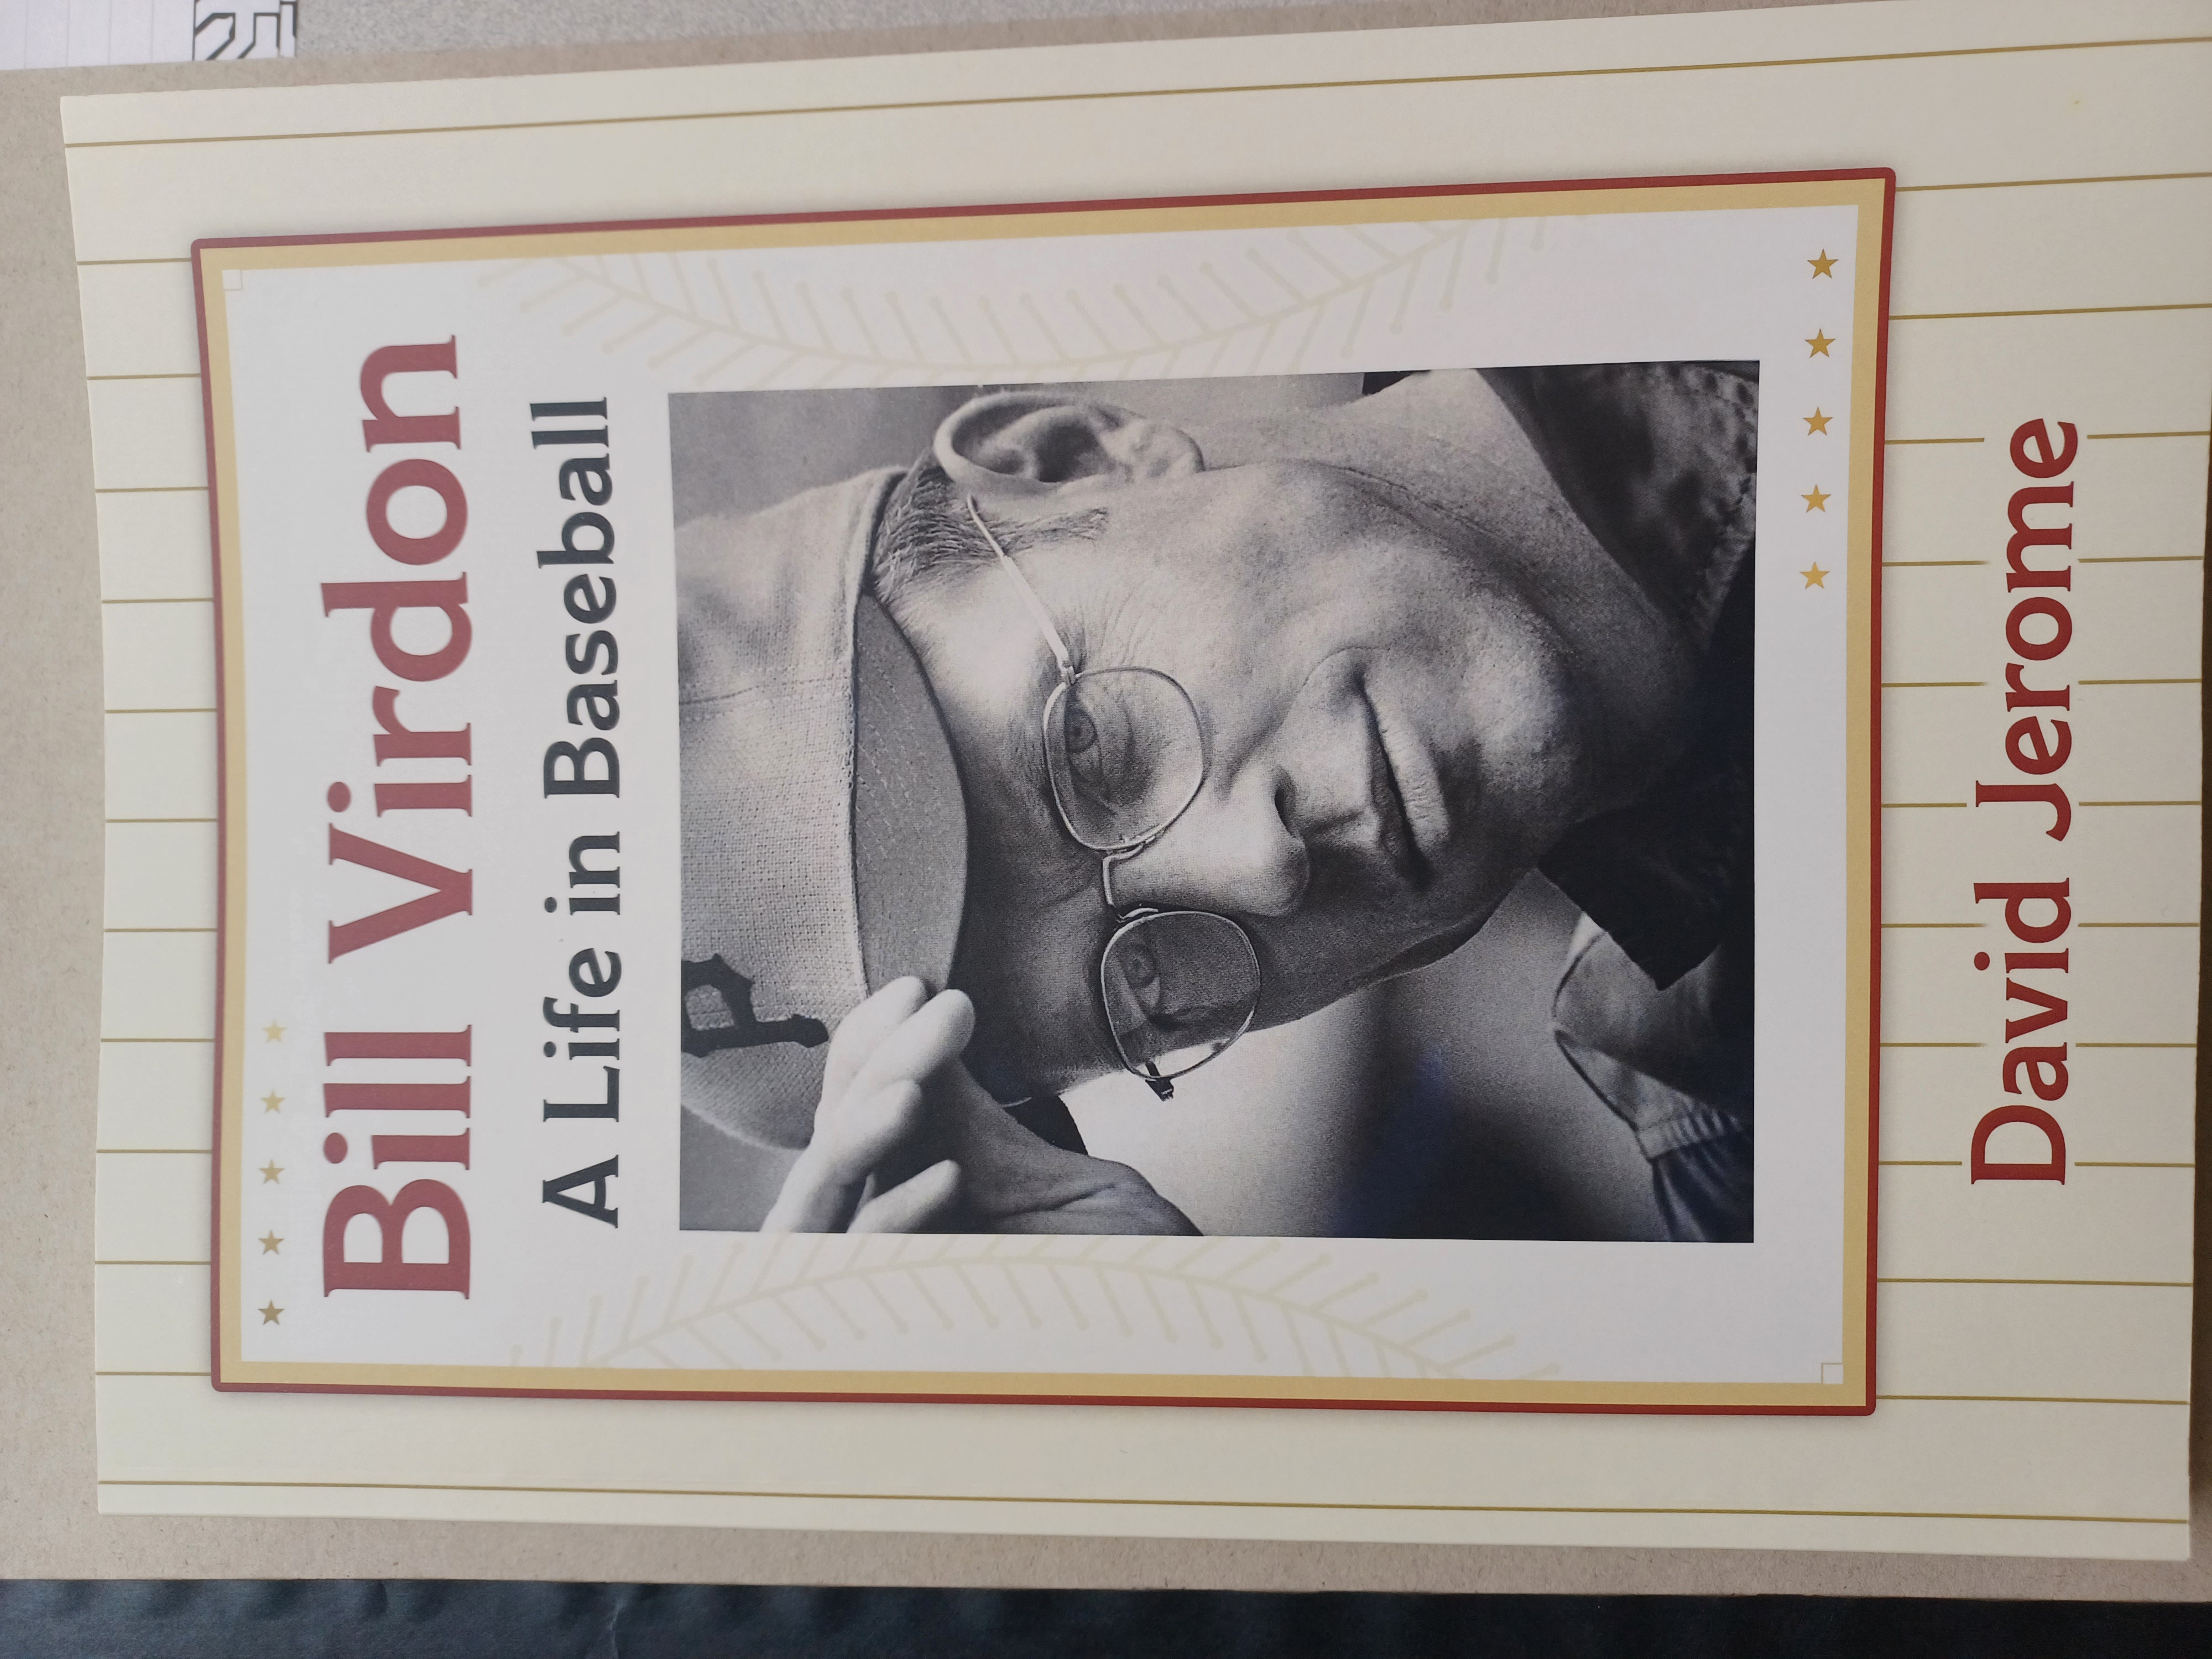 Bill Virdon
A Life in Baseball
P
David Jerome